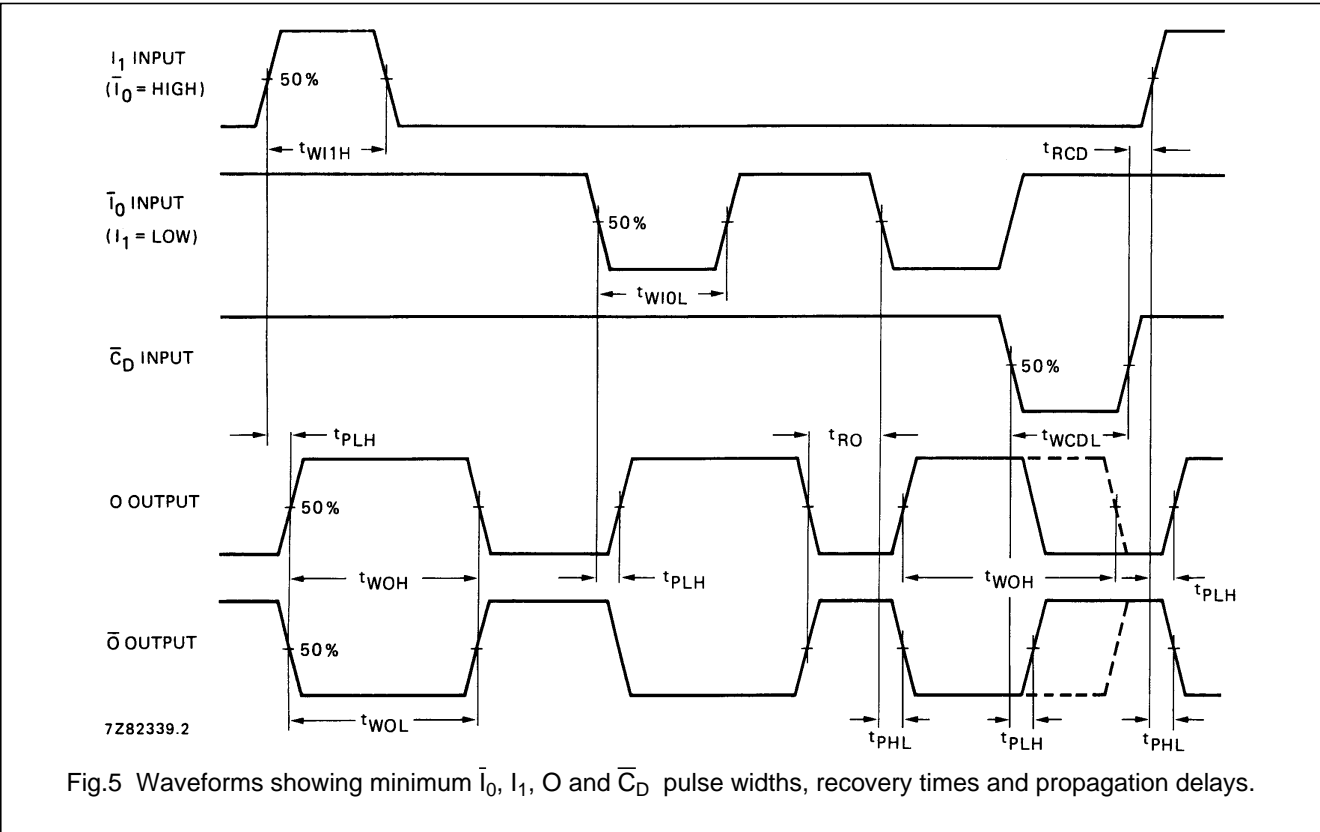 I₁ INPUT
(Ī₀ = HIGH)
50%
tWI1H
tRCD
Ī₀ INPUT
(I₁ = LOW)
50%
tWI0L
C̄D INPUT
50%
tPLH
tRO
tWCDL
O OUTPUT
50%
tWOH
tPLH
tWOH
tPLH
Ō OUTPUT
50%
7Z82339.2
tWOL
tPHL
tPLH
tPHL
Fig.5 Waveforms showing minimum Ī₀, I₁, O and C̄D pulse widths, recovery times and propagation delays.